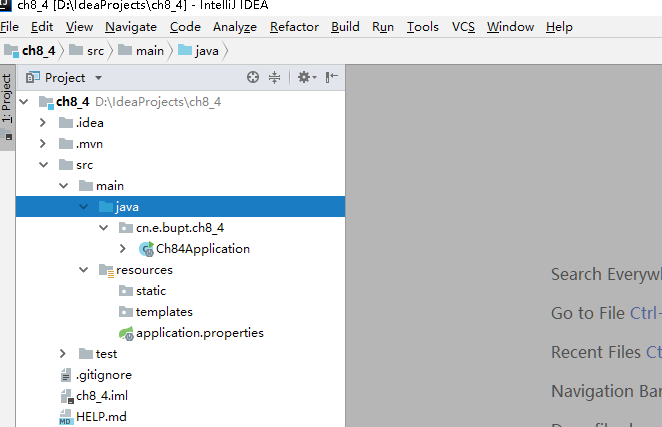 ch8_4 [D:\IdeaProjects\ch8_4] - IntelliJ IDEA
File Edit View Navigate Code Analyze Refactor Build Run Tools VCS Window Help
ch8_4 src main java
1: Project
Project
ch8_4 D:\IdeaProjects\ch8_4
.idea
.mvn
src
main
java
cn.e.bupt.ch8_4
Ch84Application
resources
static
templates
application.properties
test
.gitignore
ch8_4.iml
HELP.md
Search Everywh
Go to File Ctrl-
Recent Files Ct
Navigation Bar